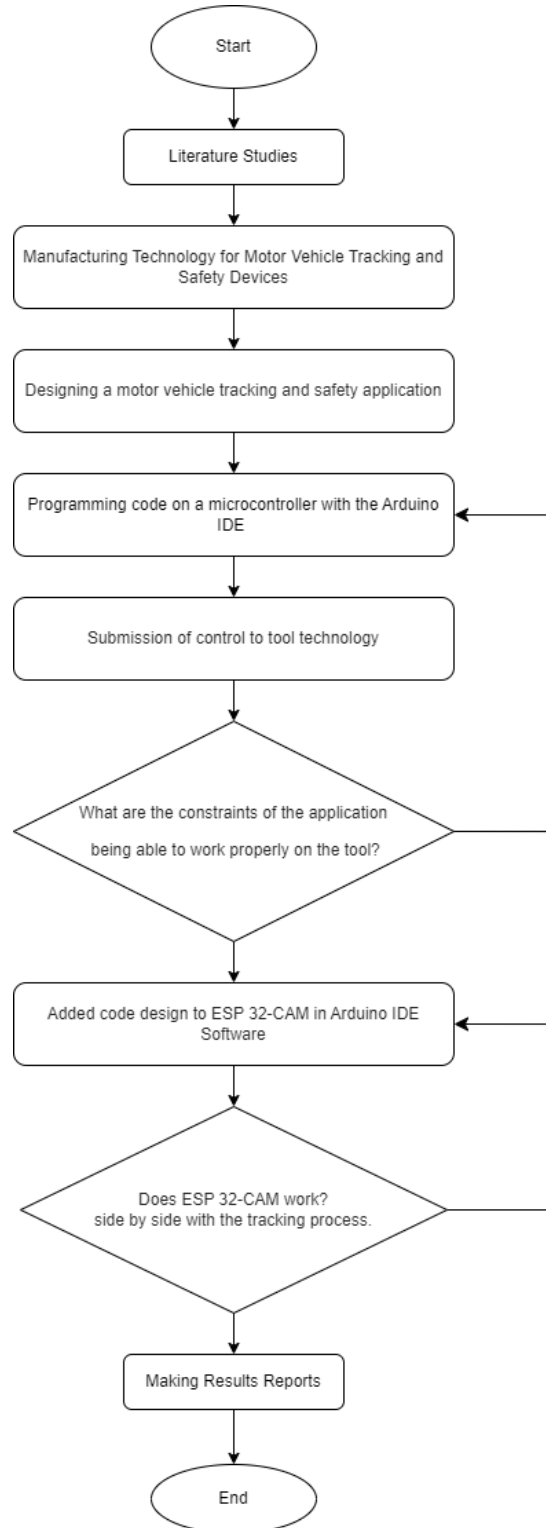 Start
Literature Studies
Manufacturing Technology for Motor Vehicle Tracking and
Safety Devices
Designing a motor vehicle tracking and safety application
Programming code on a microcontroller with the Arduino
IDE
Submission of control to tool technology
What are the constraints of the application
being able to work properly on the tool?
Added code design to ESP 32-CAM in Arduino IDE
Software
Does ESP 32-CAM work?
side by side with the tracking process.
Making Results Reports
End